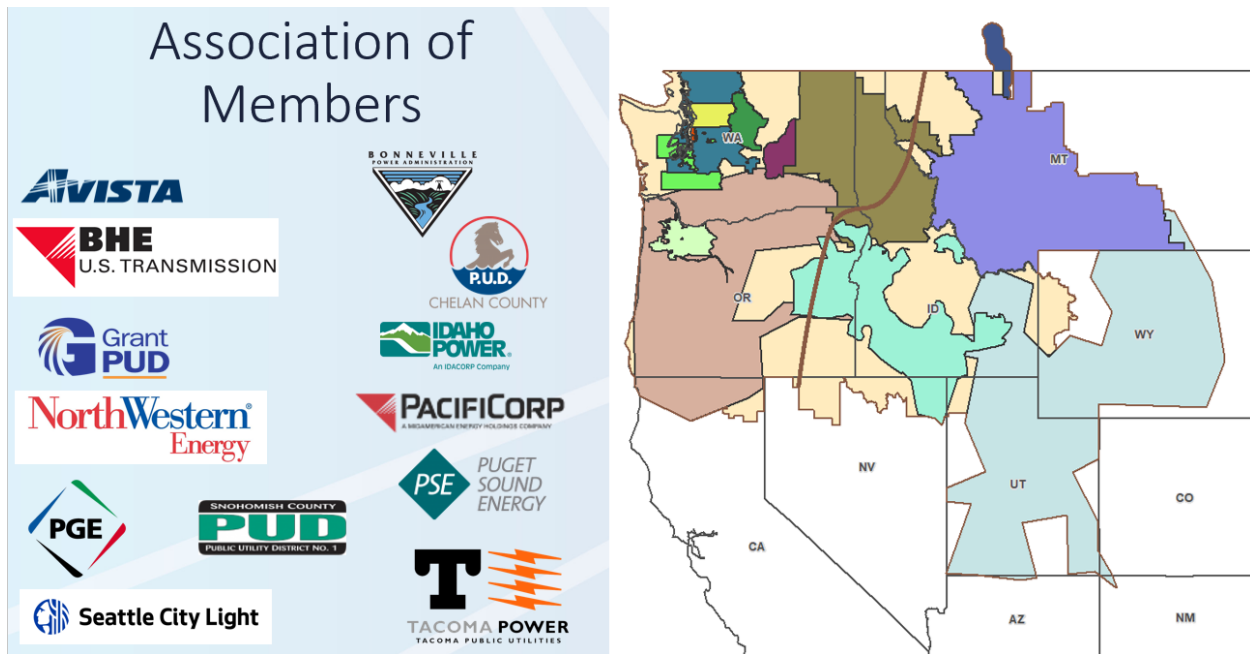 Association of
Members
AVISTA
BONNEVILLE
POWER ADMINISTRATION
BHE
U.S. TRANSMISSION
P.U.D.
CHELAN COUNTY
Grant
PUD
IDAHO
POWER®
An IDACORP Company
NorthWestern®
Energy
PACIFICORP
A MIDAMERICAN ENERGY HOLDINGS COMPANY
PSE
PUGET
SOUND
ENERGY
PGE
SNOHOMISH COUNTY
PUD
PUBLIC UTILITY DISTRICT NO. 1
Seattle City Light
T
TACOMA POWER
TACOMA PUBLIC UTILITIES
WA
MT
OR
ID
WY
NV
UT
CO
CA
AZ
NM